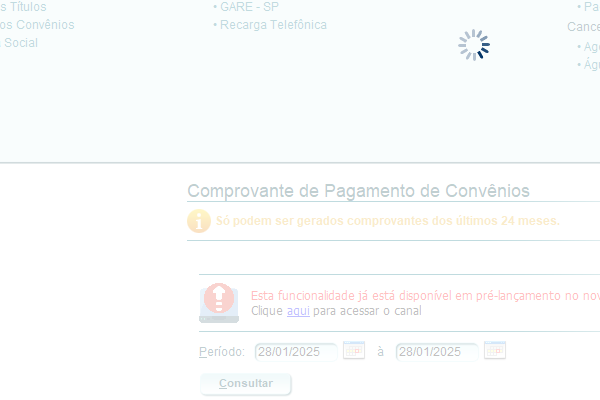 s Títulos
os Convênios
Social
• GARE - SP
• Recarga Telefônica
• Pa
Cance
• Age
• Águ
Comprovante de Pagamento de Convênios
Só podem ser gerados comprovantes dos últimos 24 meses.
Esta funcionalidade já está disponível em pré-lançamento no nov
Clique aqui para acessar o canal
Período: 28/01/2025 à 28/01/2025
Consultar